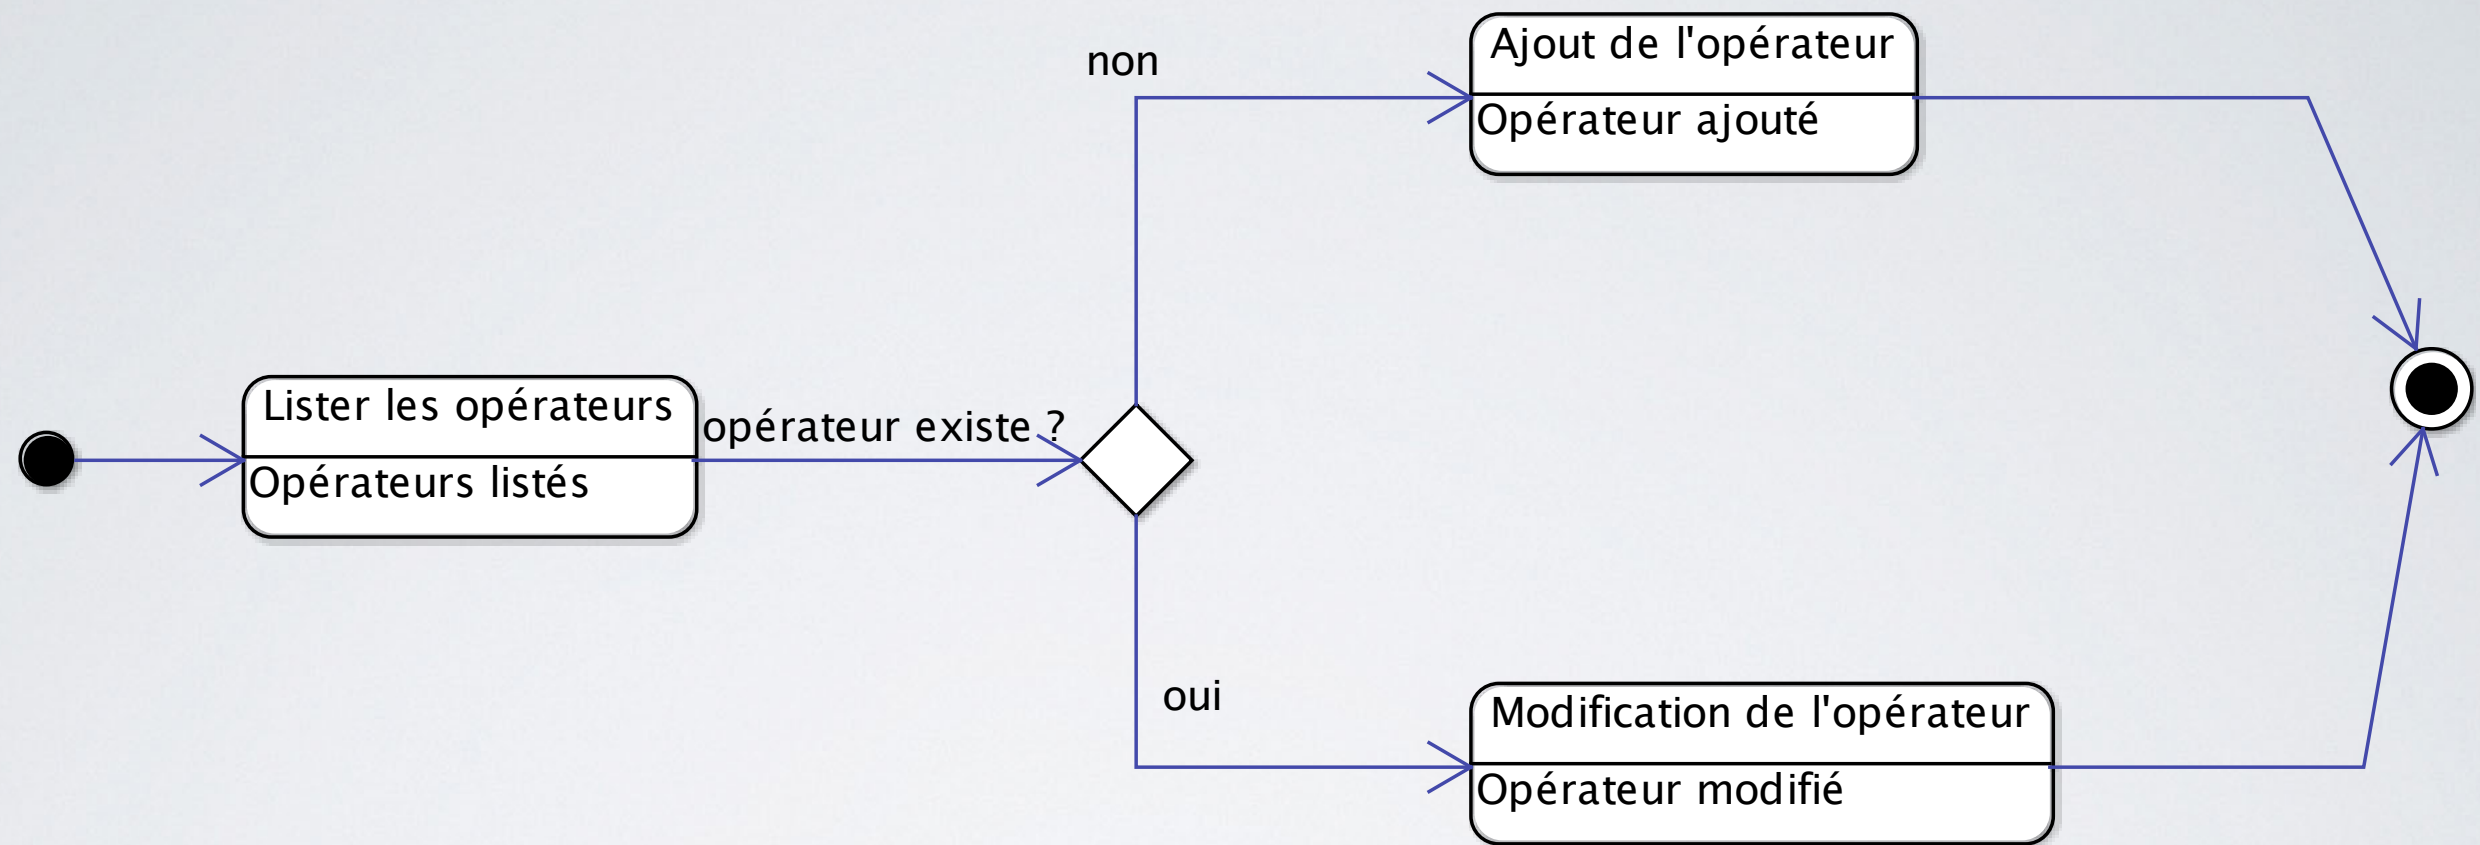 non
Ajout de l'opérateur
Opérateur ajouté
Lister les opérateurs
Opérateurs listés
opérateur existe ?
oui
Modification de l'opérateur
Opérateur modifié